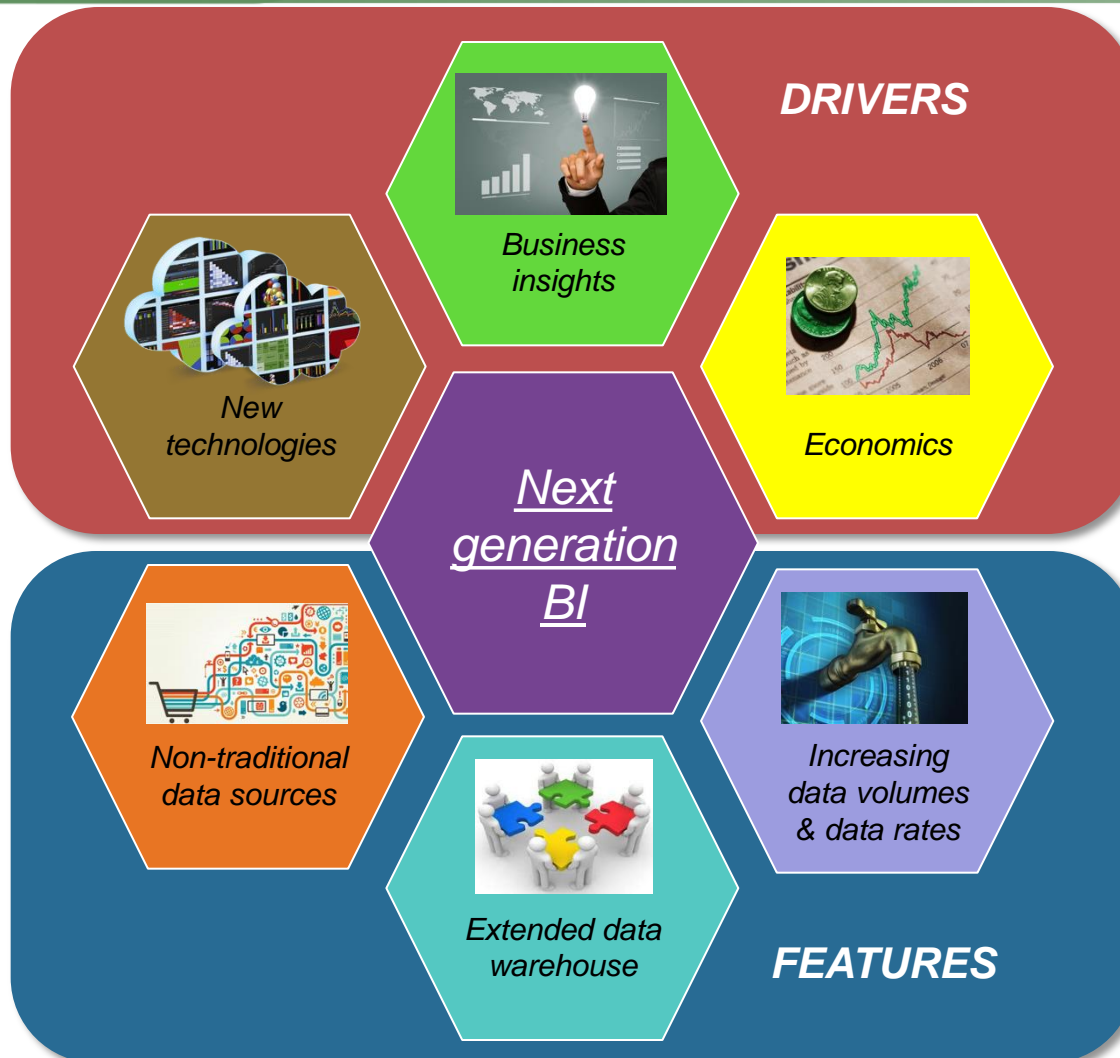 DRIVERS
Business
insights
New
technologies
Economics
Next
generation
BI
Non-traditional
data sources
Increasing
data volumes
& data rates
Extended data
warehouse
FEATURES